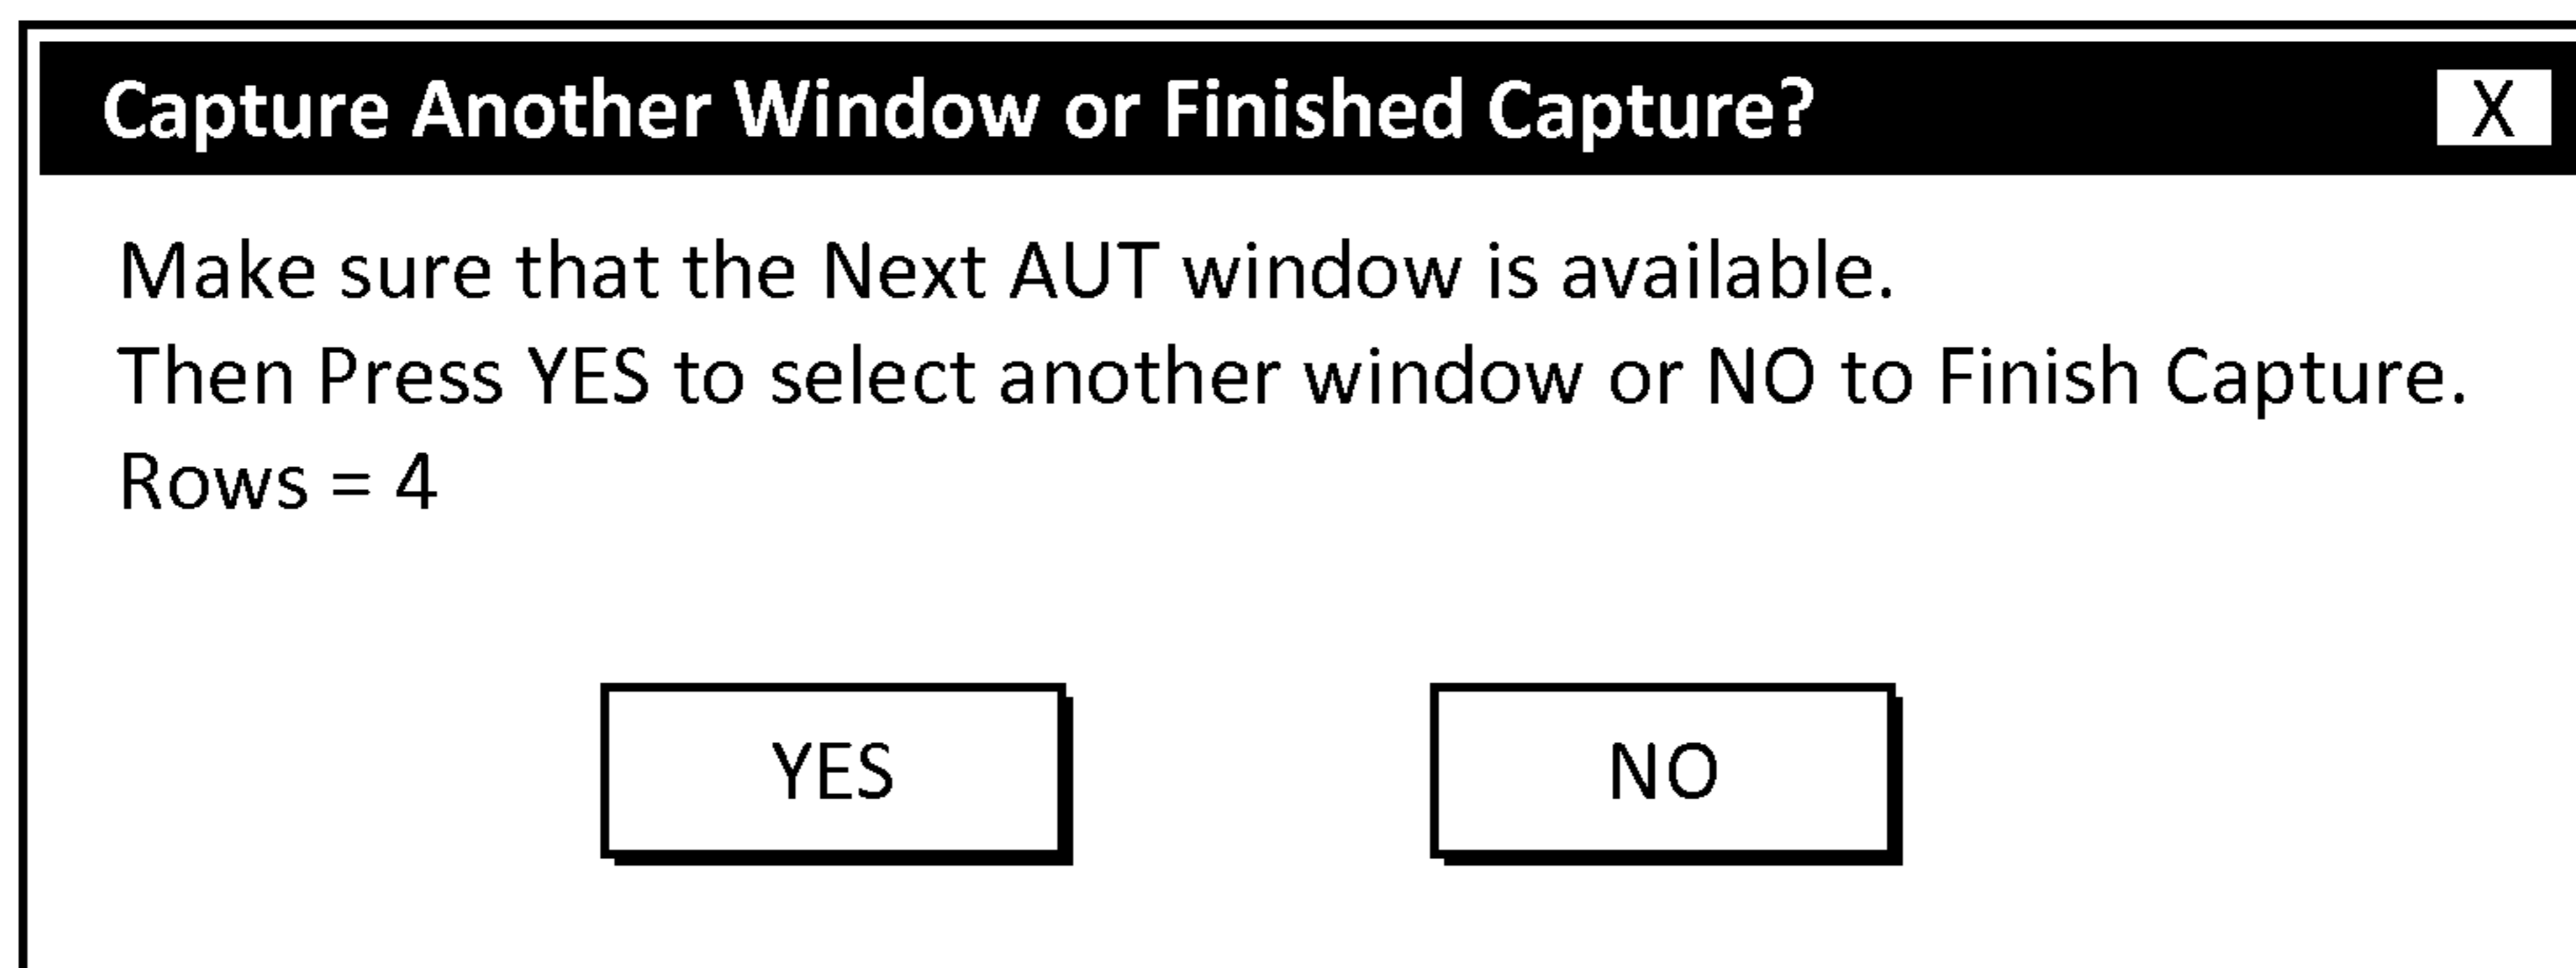 Capture Another Window or Finished Capture? X
Make sure that the Next AUT window is available.
Then Press YES to select another window or NO to Finish Capture.
Rows = 4
YES NO